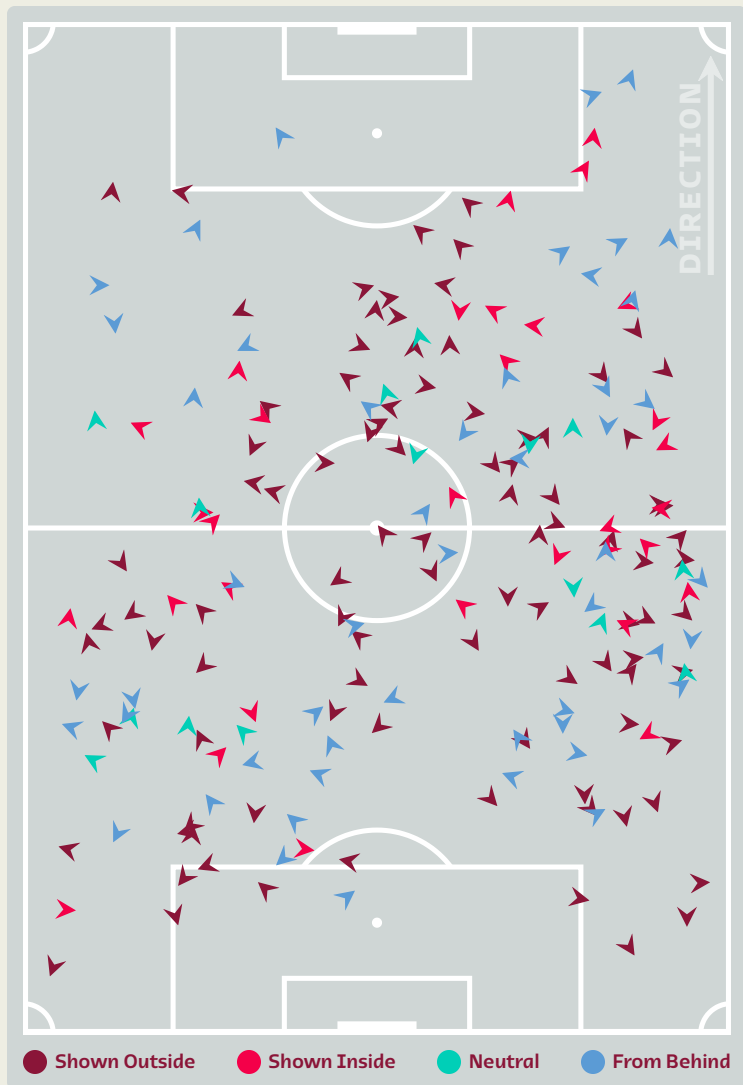 DIRECTION
Shown Outside
Shown Inside
Neutral
From Behind